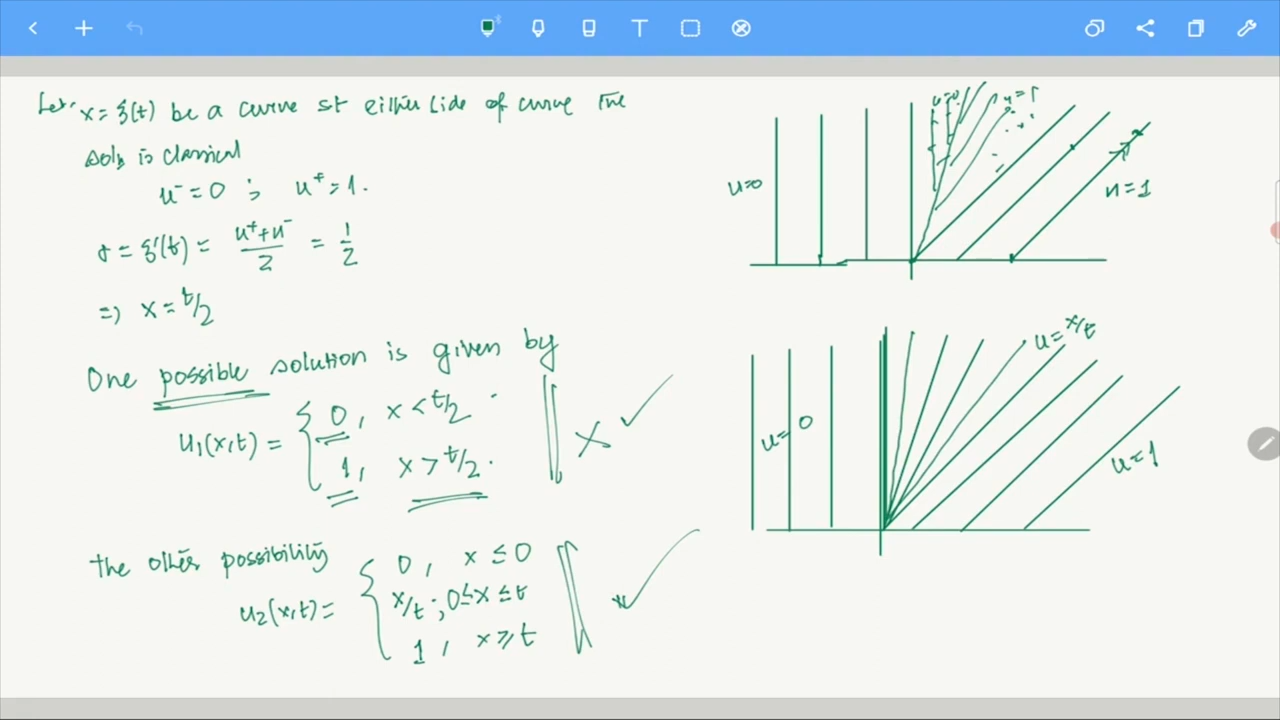 Let, x = ξ(t) be a curve st either side of curve the
soln is classical
u⁻ = 0 ; u⁺ = 1.
σ = ξ'(t) = (u⁺ + u⁻)/2 = 1/2
⇒ x = t/2
One possible solution is given by
u₁(x,t) = { 0, x < t/2 .
1, x > t/2 .
The other possibility
u₂(x,t) = { 0, x ≤ 0
x/t ; 0 ≤ x ≤ t
1, x ≥ t
u=0
u=0
u=1
u=1
u=0
u=x/t
u=1
T